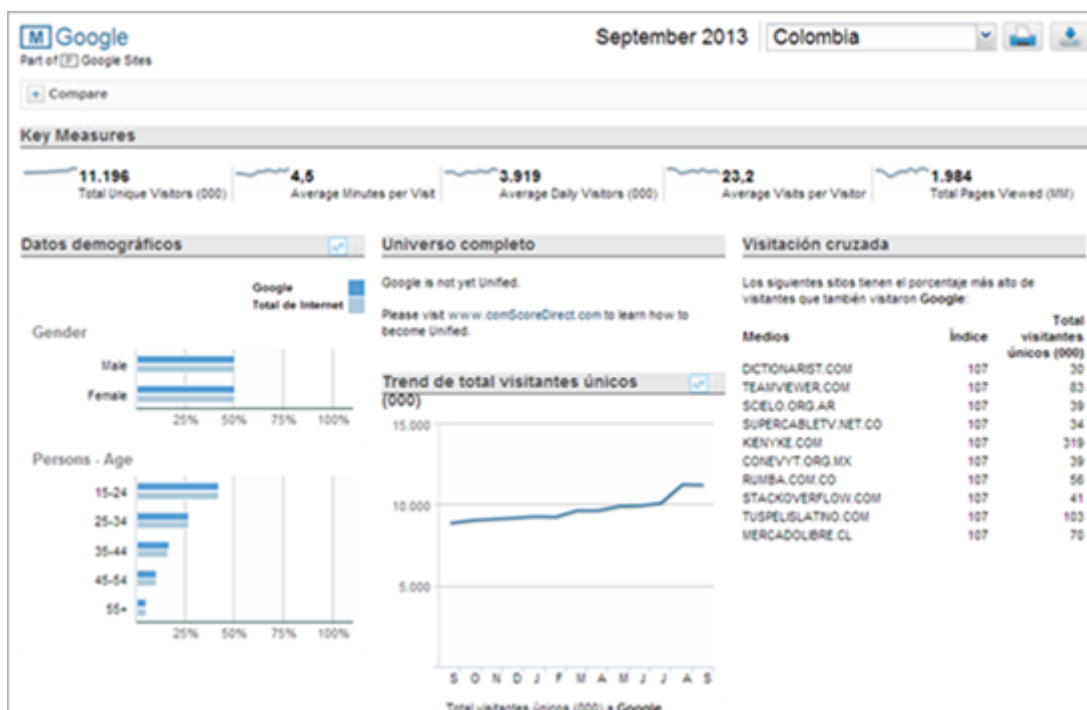 M Google
Part of P Google Sites
September 2013
Colombia
+ Compare
Key Measures
11.196
Total Unique Visitors (000)
4,5
Average Minutes per Visit
3.919
Average Daily Visitors (000)
23,2
Average Visits per Visitor
1.984
Total Pages Viewed (MM)
Datos demográficos
Google
Total de Internet
Gender
Male
Female
25% 50% 75% 100%
Persons - Age
15-24
25-34
35-44
45-54
55+
25% 50% 75% 100%
Universo completo
Google is not yet Unified.
Please visit www.comScoreDirect.com to learn how to
become Unified.
Trend de total visitantes únicos
(000)
15.000
10.000
5.000
S O N D J F M A M J J A S
Total visitantes únicos (000) a Google
Visitación cruzada
Los siguientes sitios tienen el porcentaje más alto de
visitantes que también visitaron Google:
Total
Medios Índice visitantes
únicos (000)
DICTIONARIST.COM 107 30
TEAMVIEWER.COM 107 83
SCIELO.ORG.AR 107 39
SUPERCABLETV.NET.CO 107 34
KIENYKE.COM 107 319
CONEVYT.ORG.MX 107 39
RUMBA.COM.CO 107 56
STACKOVERFLOW.COM 107 41
TUSPELISLATINO.COM 107 103
MERCADOLIBRE.CL 107 70